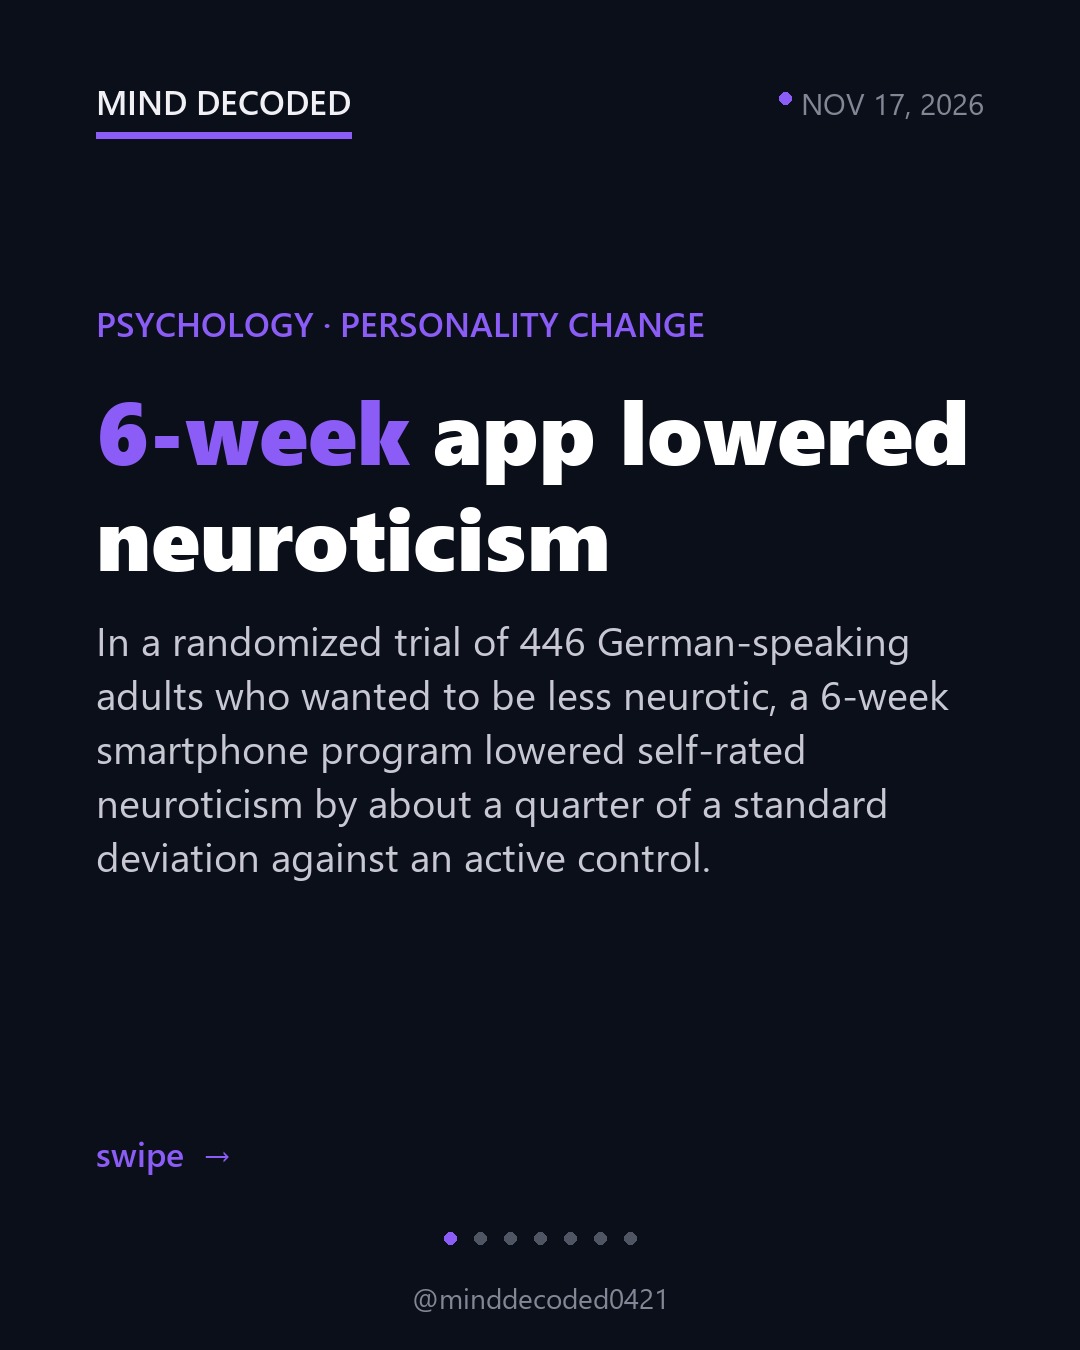 MIND DECODED
NOV 17, 2026
PSYCHOLOGY · PERSONALITY CHANGE
6-week app lowered
neuroticism
In a randomized trial of 446 German-speaking
adults who wanted to be less neurotic, a 6-week
smartphone program lowered self-rated
neuroticism by about a quarter of a standard
deviation against an active control.
swipe →
@minddecoded0421